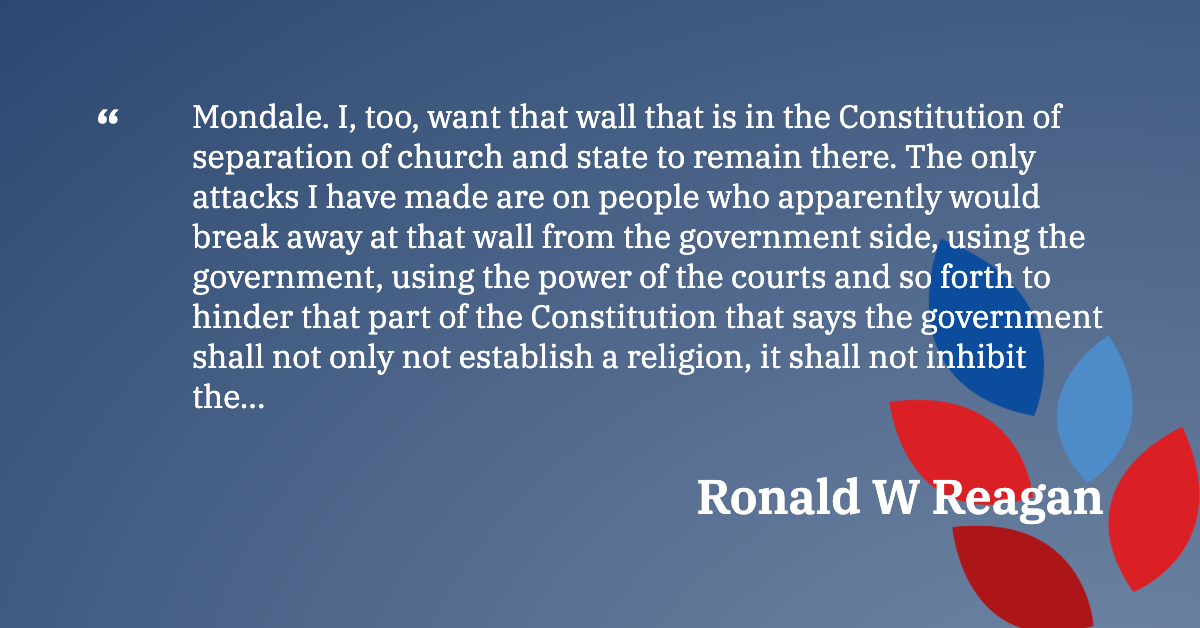 “
Mondale. I, too, want that wall that is in the Constitution of
separation of church and state to remain there. The only
attacks I have made are on people who apparently would
break away at that wall from the government side, using the
government, using the power of the courts and so forth to
hinder that part of the Constitution that says the government
shall not only not establish a religion, it shall not inhibit
the...
Ronald W Reagan